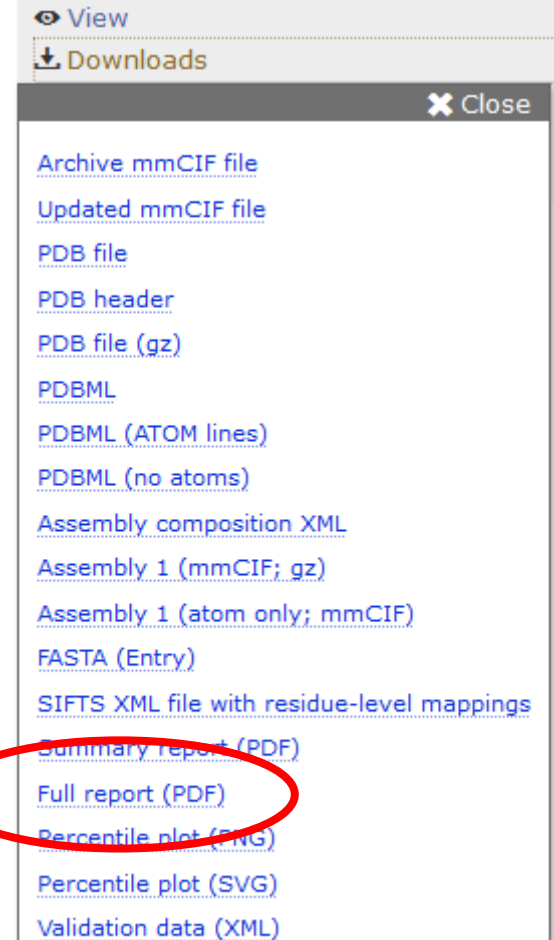 View
Downloads
Close
Archive mmCIF file
Updated mmCIF file
PDB file
PDB header
PDB file (gz)
PDBML
PDBML (ATOM lines)
PDBML (no atoms)
Assembly composition XML
Assembly 1 (mmCIF; gz)
Assembly 1 (atom only; mmCIF)
FASTA (Entry)
SIFTS XML file with residue-level mappings
Summary report (PDF)
Full report (PDF)
Percentile plot (PNG)
Percentile plot (SVG)
Validation data (XML)